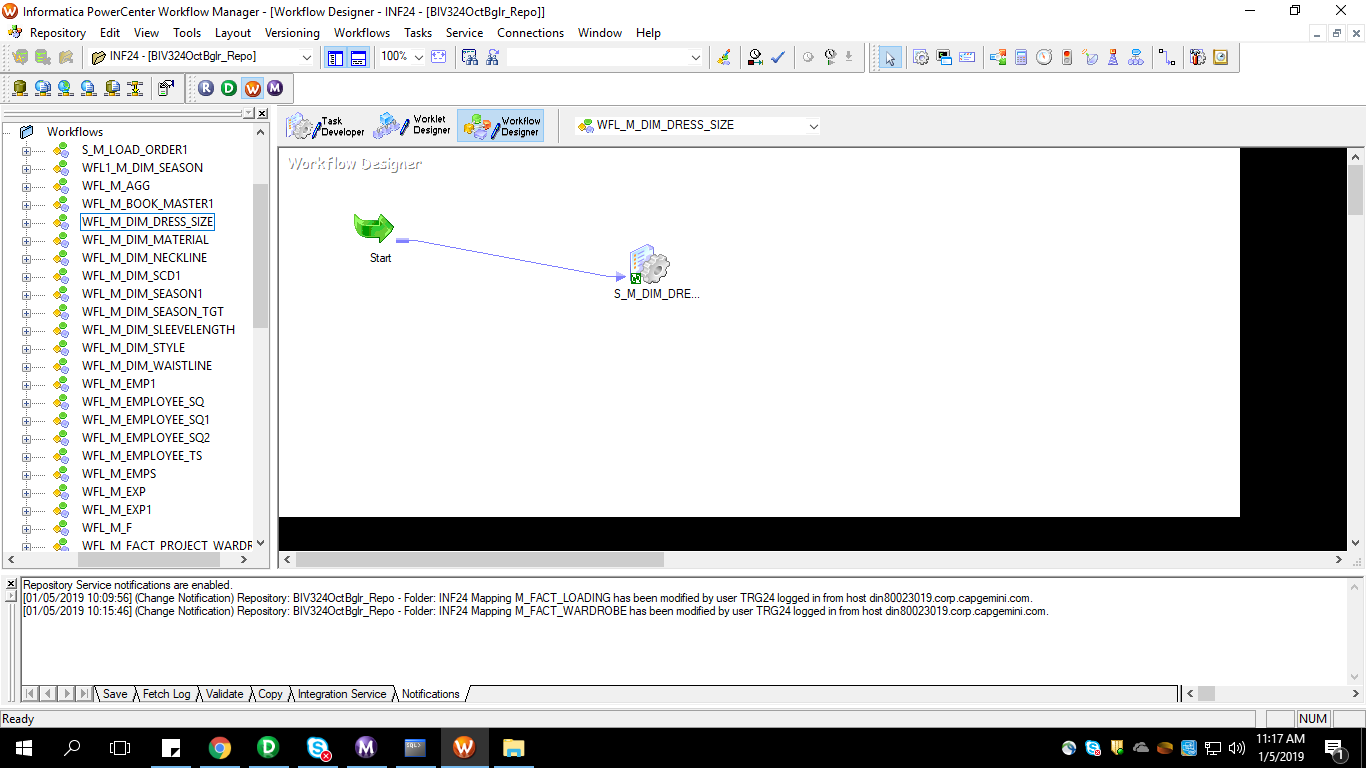 Informatica PowerCenter Workflow Manager - [Workflow Designer - INF24 - [BIV324OctBglr_Repo]]
Repository Edit View Tools Layout Versioning Workflows Tasks Service Connections Window Help
INF24 - [BIV324OctBglr_Repo] 100%
R D W M
Task Developer Worklet Designer Workflow Designer WFL_M_DIM_DRESS_SIZE
Workflows
S_M_LOAD_ORDER1
WFL1_M_DIM_SEASON
WFL_M_AGG
WFL_M_BOOK_MASTER1
WFL_M_DIM_DRESS_SIZE
WFL_M_DIM_MATERIAL
WFL_M_DIM_NECKLINE
WFL_M_DIM_SCD1
WFL_M_DIM_SEASON1
WFL_M_DIM_SEASON_TGT
WFL_M_DIM_SLEEVELENGTH
WFL_M_DIM_STYLE
WFL_M_DIM_WAISTLINE
WFL_M_EMP1
WFL_M_EMPLOYEE_SQ
WFL_M_EMPLOYEE_SQ1
WFL_M_EMPLOYEE_SQ2
WFL_M_EMPLOYEE_TS
WFL_M_EMPS
WFL_M_EXP
WFL_M_EXP1
WFL_M_F
WFL_M_FACT_PROJECT_WARDR
Workflow Designer
Start
S_M_DIM_DRE...
Repository Service notifications are enabled.
[01/05/2019 10:09:56] (Change Notification) Repository: BIV324OctBglr_Repo - Folder: INF24 Mapping M_FACT_LOADING has been modified by user TRG24 logged in from host din80023019.corp.capgemini.com.
[01/05/2019 10:15:46] (Change Notification) Repository: BIV324OctBglr_Repo - Folder: INF24 Mapping M_FACT_WARDROBE has been modified by user TRG24 logged in from host din80023019.corp.capgemini.com.
Save Fetch Log Validate Copy Integration Service Notifications
Ready NUM
11:17 AM
1/5/2019